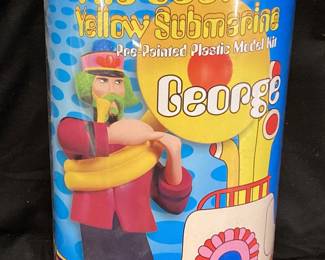 Yellow Submarine
Pre-Painted Plastic Model Kit
George